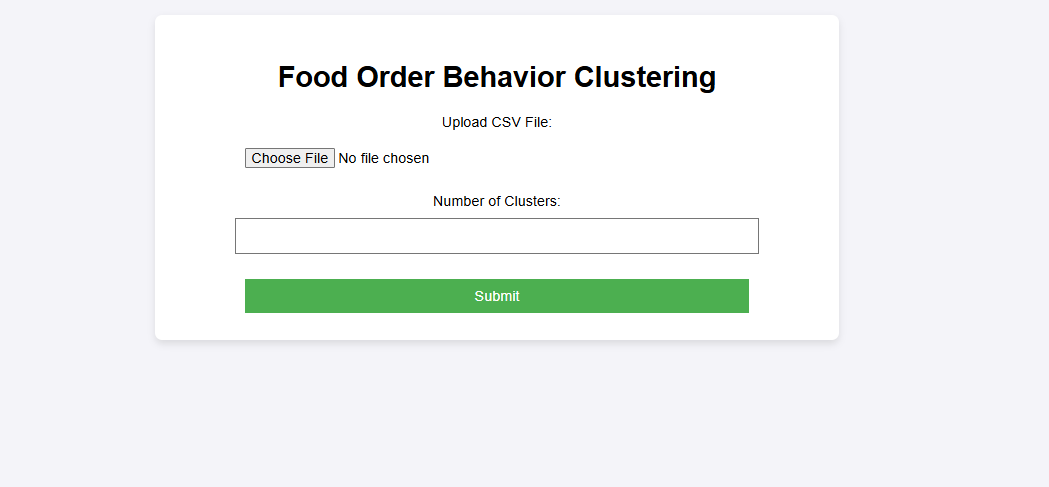 Food Order Behavior Clustering
Upload CSV File:
Choose File No file chosen
Number of Clusters:
Submit